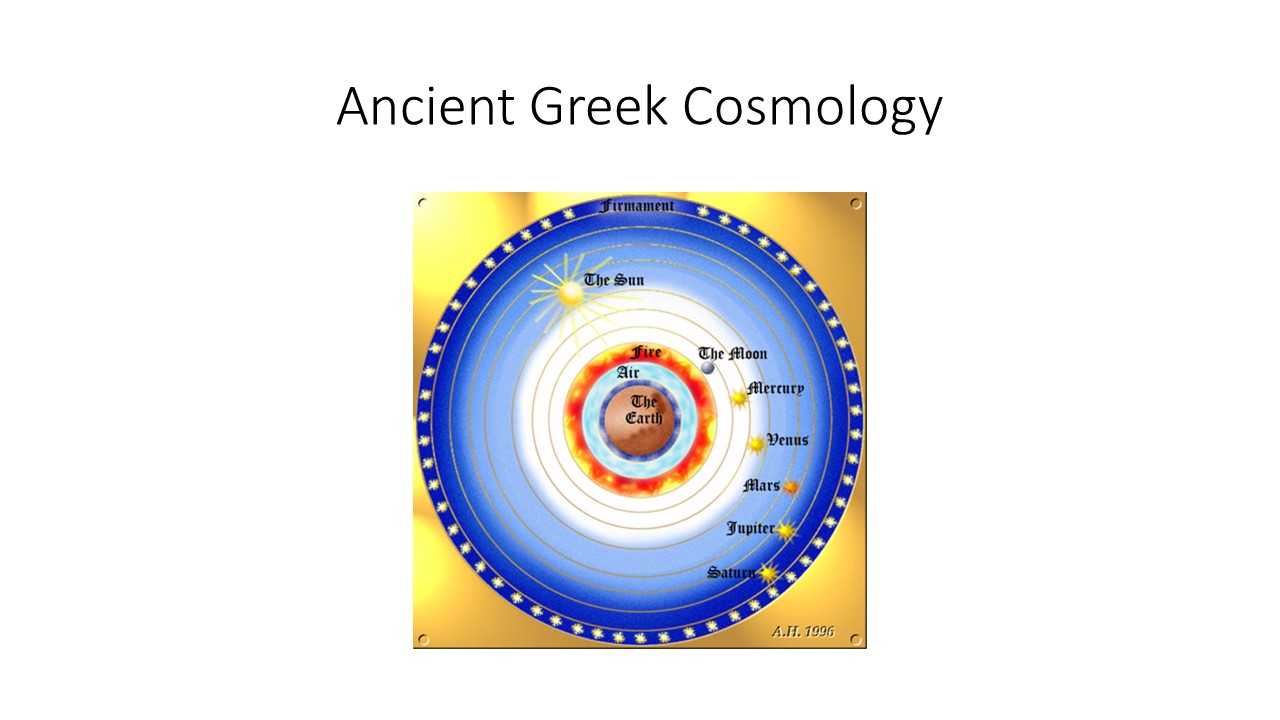 Ancient Greek Cosmology
Firmament
The Sun
Fire
The Moon
Air
Mercury
The
Earth
Venus
Mars
Jupiter
Saturn
A.H. 1996